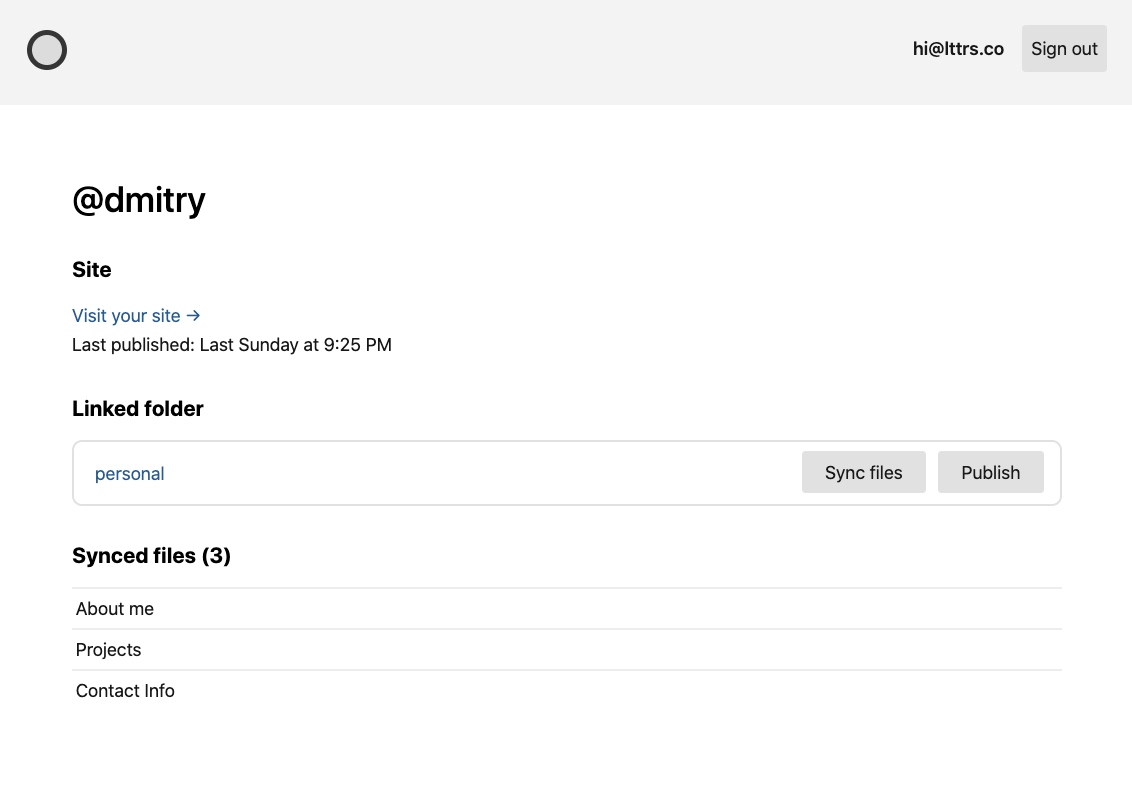 hi@lttrs.co
Sign out
@dmitry
Site
Visit your site →
Last published: Last Sunday at 9:25 PM
Linked folder
personal
Sync files
Publish
Synced files (3)
About me
Projects
Contact Info